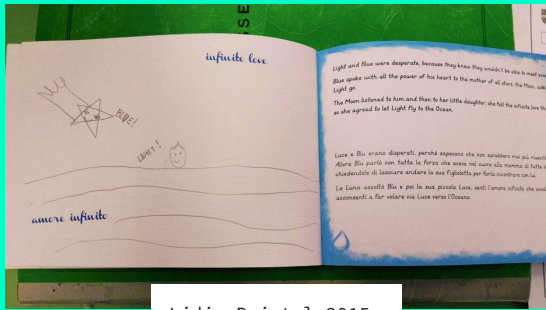 SSE
infinite love
BLUE!
LIGHT!
amore infinito
Light and Blue were desperate, because they knew they wouldn't be able to meet
Blue spoke with all the power of his heart to the mother of all stars, the Moon,
Light go.
The Moon listened to him and then to her little daughter, she felt the infinite love
so she agreed to let Light fly to the Ocean.
Luce e Blu erano disperati, perché sapevano che non sarebbero mai più riusciti
Allora Blu parlò con tutta la forza che aveva nel cuore alla mamma di tutte le
chiedendole di lasciare andare la sua figlioletta per farla incontrare con lui.
La Luna ascoltò Blu e poi la sua piccola Luce, sentì l'amore infinito che
acconsentì a far volare via Luce verso l'Oceano.
2015